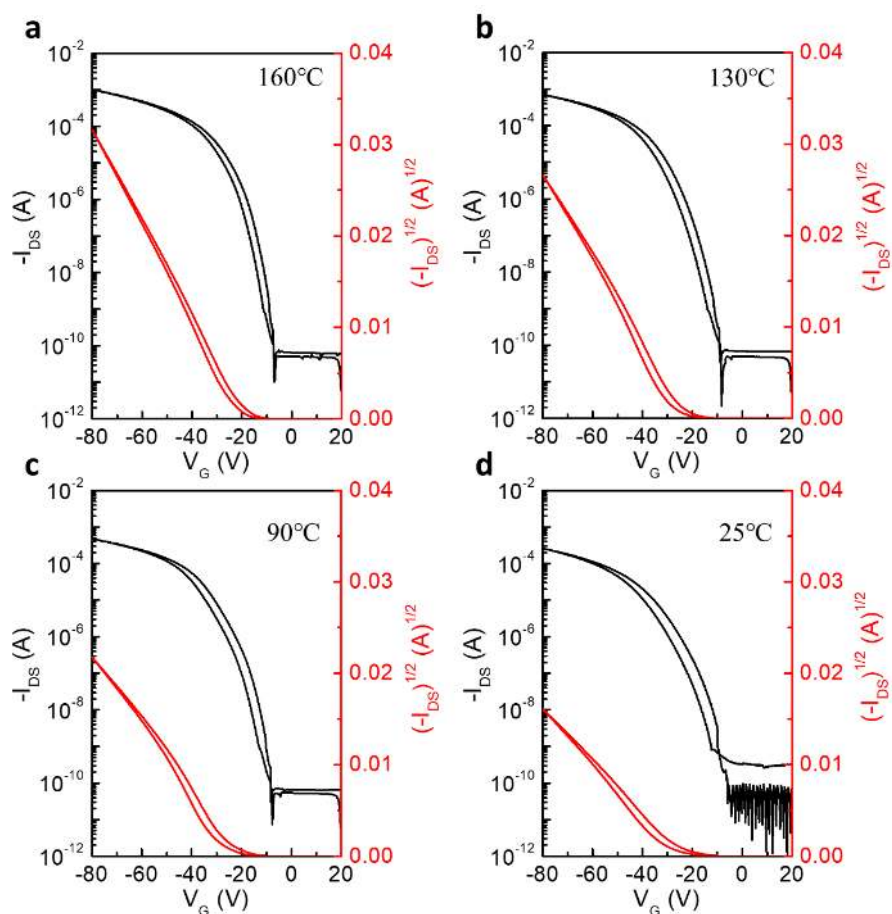 a
b
160℃
130℃
10⁻²
10⁻⁴
10⁻⁶
10⁻⁸
10⁻¹⁰
10⁻¹²
-I_DS (A)
0.04
0.03
0.02
0.01
0.00
(-I_DS)^1/2 (A)^1/2
-80 -60 -40 -20 0 20
V_G (V)
10⁻²
10⁻⁴
10⁻⁶
10⁻⁸
10⁻¹⁰
10⁻¹²
-I_DS (A)
0.04
0.03
0.02
0.01
0.00
(-I_DS)^1/2 (A)^1/2
-80 -60 -40 -20 0 20
V_G (V)
c
d
90℃
25℃
10⁻²
10⁻⁴
10⁻⁶
10⁻⁸
10⁻¹⁰
10⁻¹²
-I_DS (A)
0.04
0.03
0.02
0.01
0.00
(-I_DS)^1/2 (A)^1/2
-80 -60 -40 -20 0 20
V_G (V)
10⁻²
10⁻⁴
10⁻⁶
10⁻⁸
10⁻¹⁰
10⁻¹²
-I_DS (A)
0.04
0.03
0.02
0.01
0.00
(-I_DS)^1/2 (A)^1/2
-80 -60 -40 -20 0 20
V_G (V)